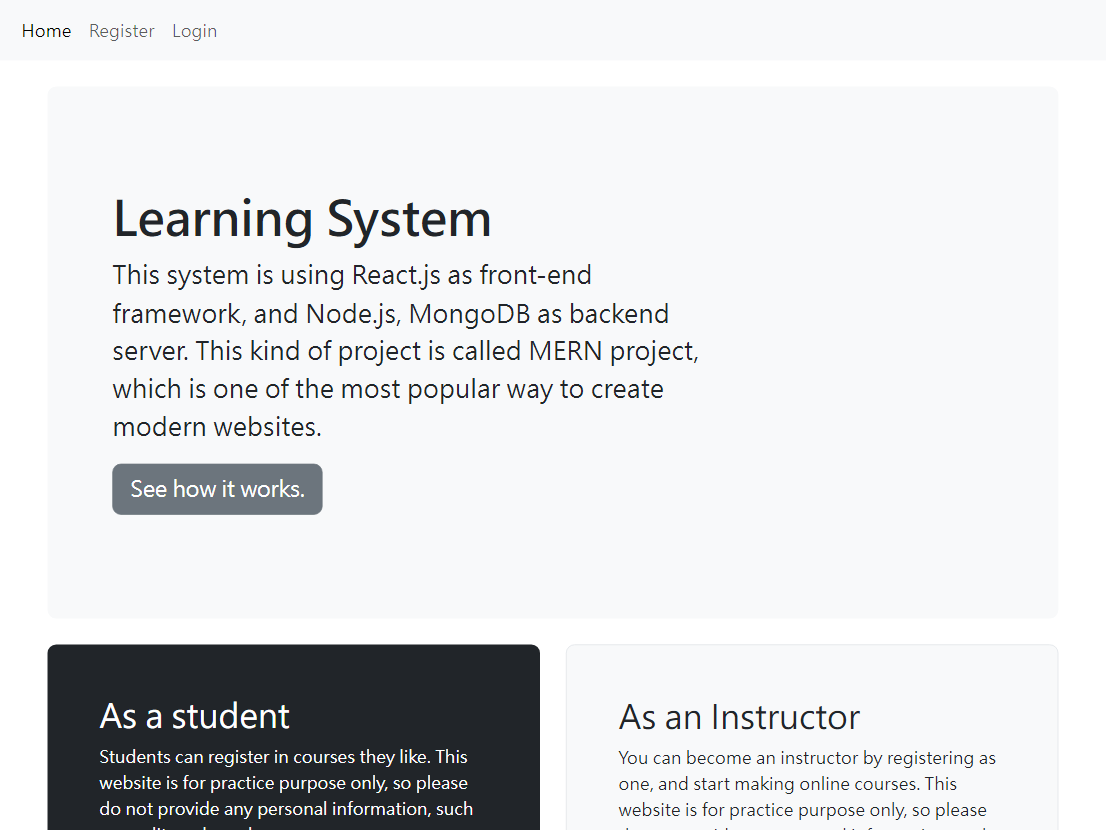 Home Register Login
Learning System
This system is using React.js as front-end
framework, and Node.js, MongoDB as backend
server. This kind of project is called MERN project,
which is one of the most popular way to create
modern websites.
See how it works.
As a student
Students can register in courses they like. This
website is for practice purpose only, so please
do not provide any personal information, such
As an Instructor
You can become an instructor by registering as
one, and start making online courses. This
website is for practice purpose only, so please